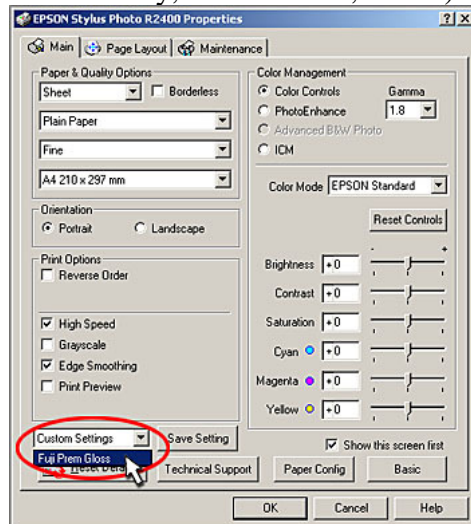 EPSON Stylus Photo R2400 Properties
Main Page Layout Maintenance
Paper & Quality Options
Sheet Borderless
Plain Paper
Fine
A4 210 x 297 mm
Orientation
Portrait Landscape
Print Options
Reverse Order
High Speed
Grayscale
Edge Smoothing
Print Preview
Custom Settings Save Setting
Fuji Prem Gloss
Technical Support
Color Management
Color Controls Gamma
PhotoEnhance 1.8
Advanced B&W Photo
ICM
Color Mode EPSON Standard
Reset Controls
- +
Brightness +0
Contrast +0
Saturation +0
Cyan +0
Magenta +0
Yellow +0
Show this screen first
Paper Config Basic
OK Cancel Help